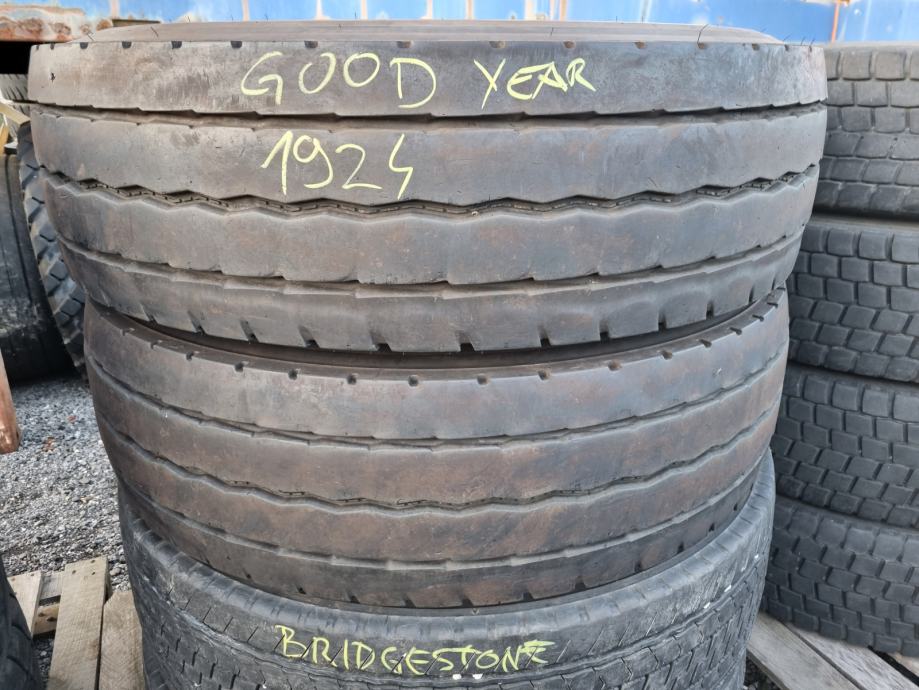 GOOD YEAR
1924
BRIDGESTONE